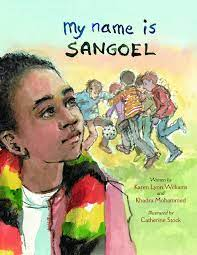 my name is
SANGOEL
Written by
Karen Lynn Williams
and
Khadra Mohammed
Illustrated by
Catherine Stock